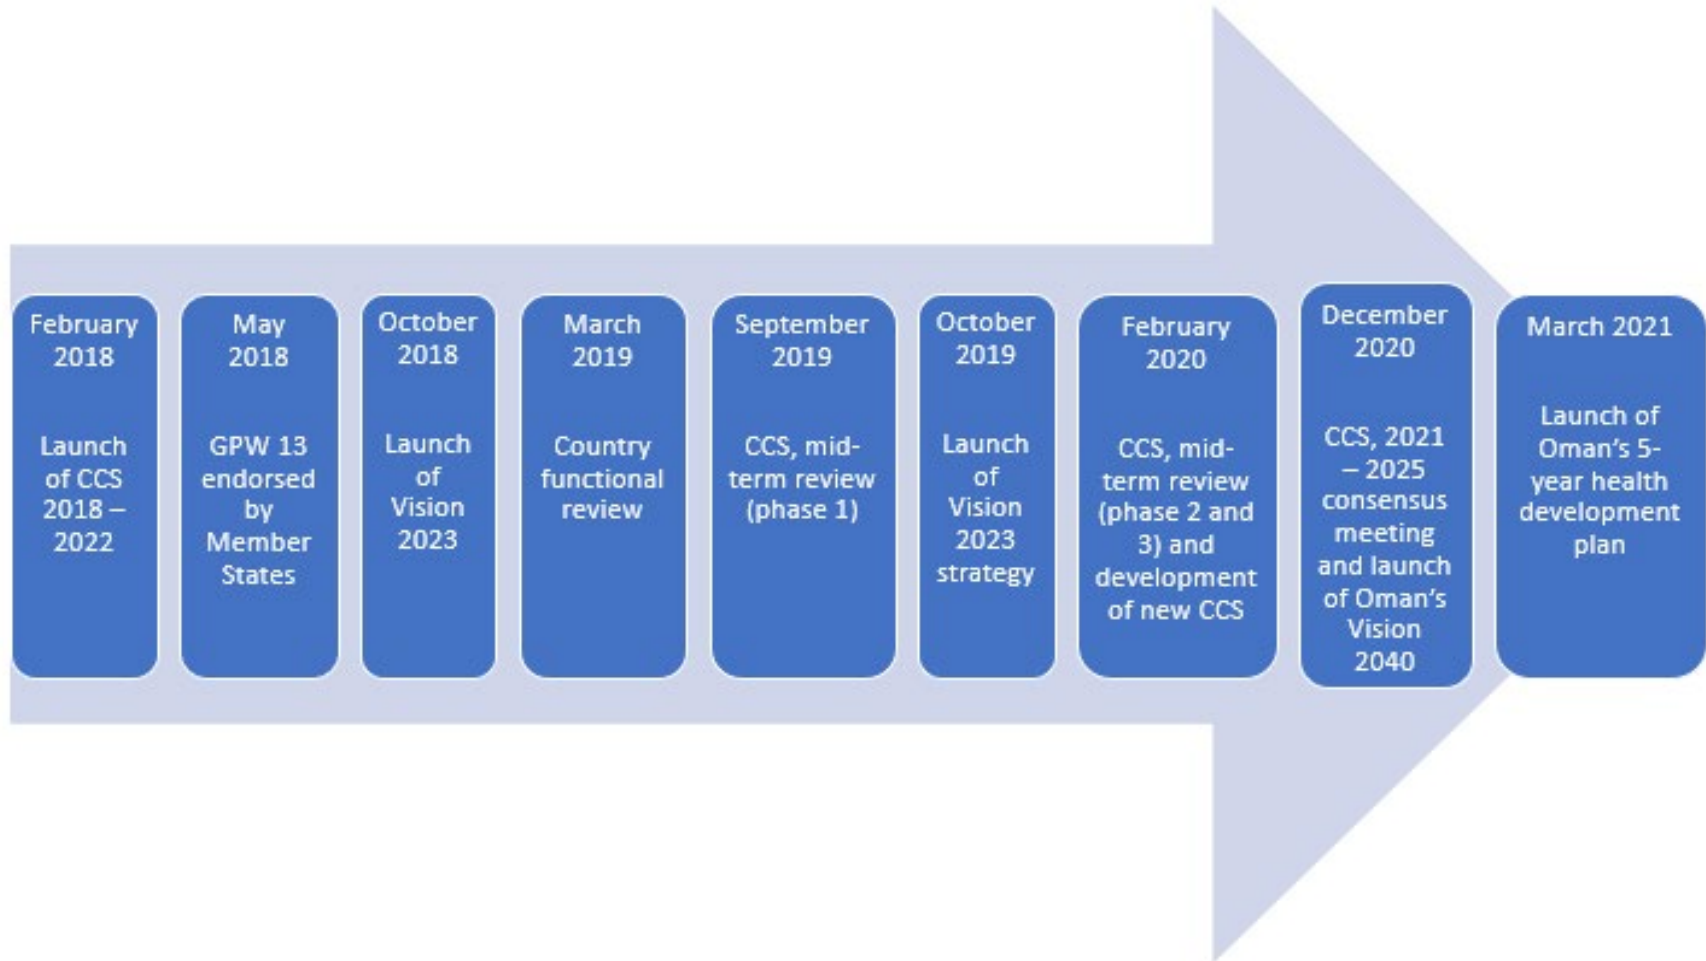 February
2018
Launch
of CCS
2018 –
2022
May
2018
GPW 13
endorsed
by
Member
States
October
2018
Launch
of
Vision
2023
March
2019
Country
functional
review
September
2019
CCS, mid-
term review
(phase 1)
October
2019
Launch
of
Vision
2023
strategy
February
2020
CCS, mid-
term review
(phase 2 and
3) and
development
of new CCS
December
2020
CCS, 2021
– 2025
consensus
meeting
and launch
of Oman’s
Vision
2040
March 2021
Launch of
Oman’s 5-
year health
development
plan